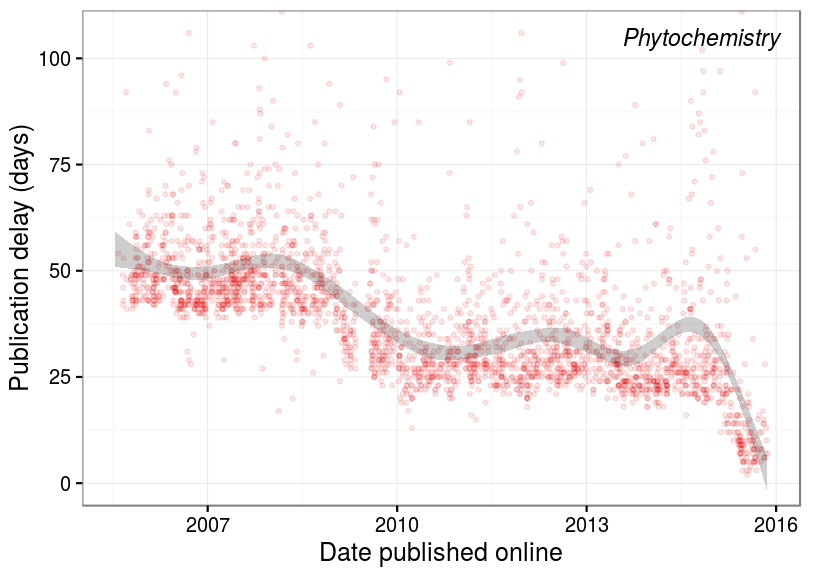 Phytochemistry
Publication delay (days)
100
75
50
25
0
2007 2010 2013 2016
Date published online